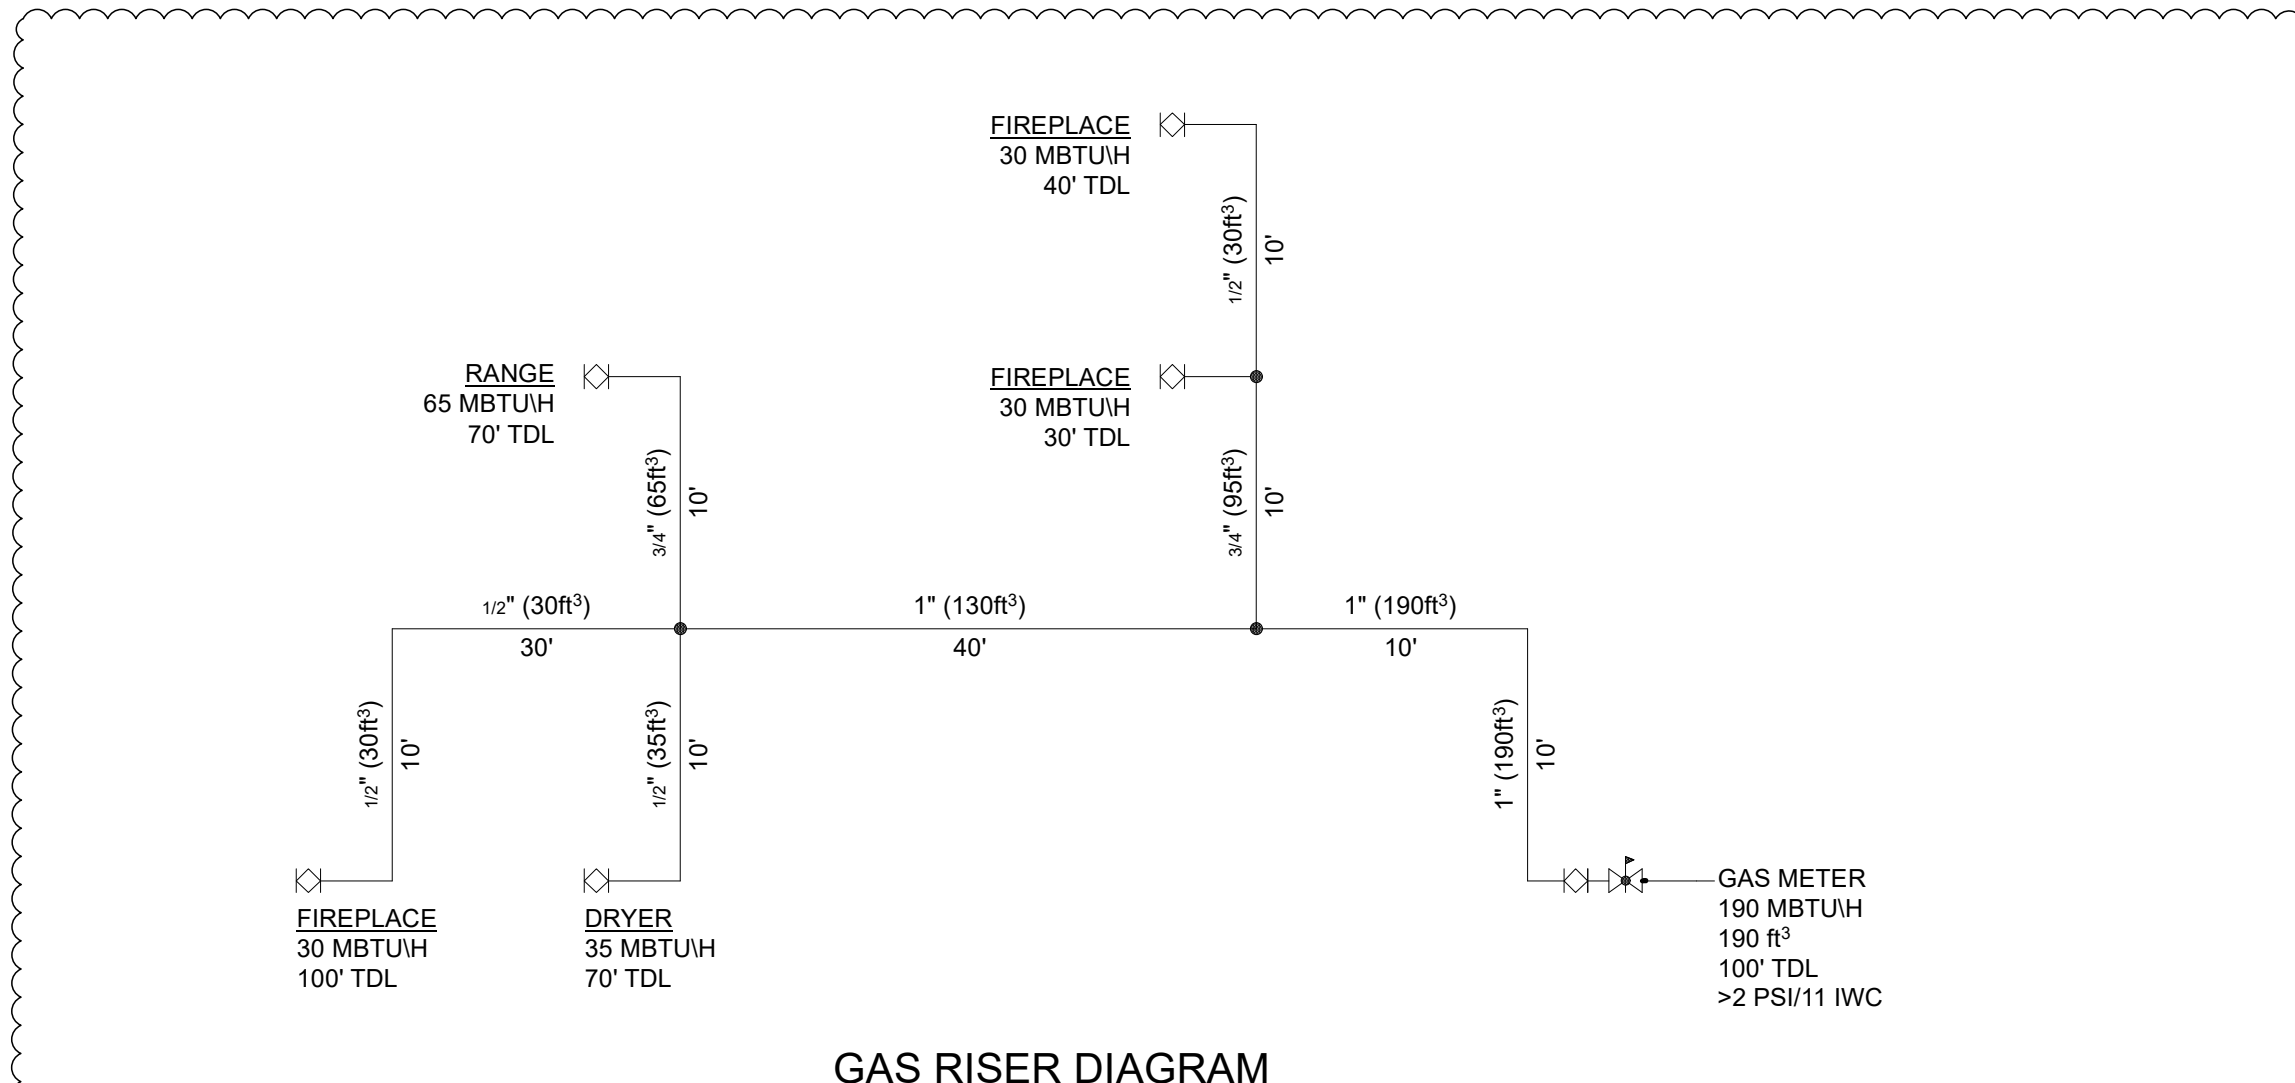 FIREPLACE
30 MBTU\H
40' TDL
1/2" (30ft³)
10'
RANGE
65 MBTU\H
70' TDL
FIREPLACE
30 MBTU\H
30' TDL
3/4" (65ft³)
10'
3/4" (95ft³)
10'
1/2" (30ft³)
30'
1" (130ft³)
40'
1" (190ft³)
10'
1/2" (30ft³)
10'
1/2" (35ft³)
10'
1" (190ft³)
10'
FIREPLACE
30 MBTU\H
100' TDL
DRYER
35 MBTU\H
70' TDL
GAS METER
190 MBTU\H
190 ft³
100' TDL
>2 PSI/11 IWC
GAS RISER DIAGRAM